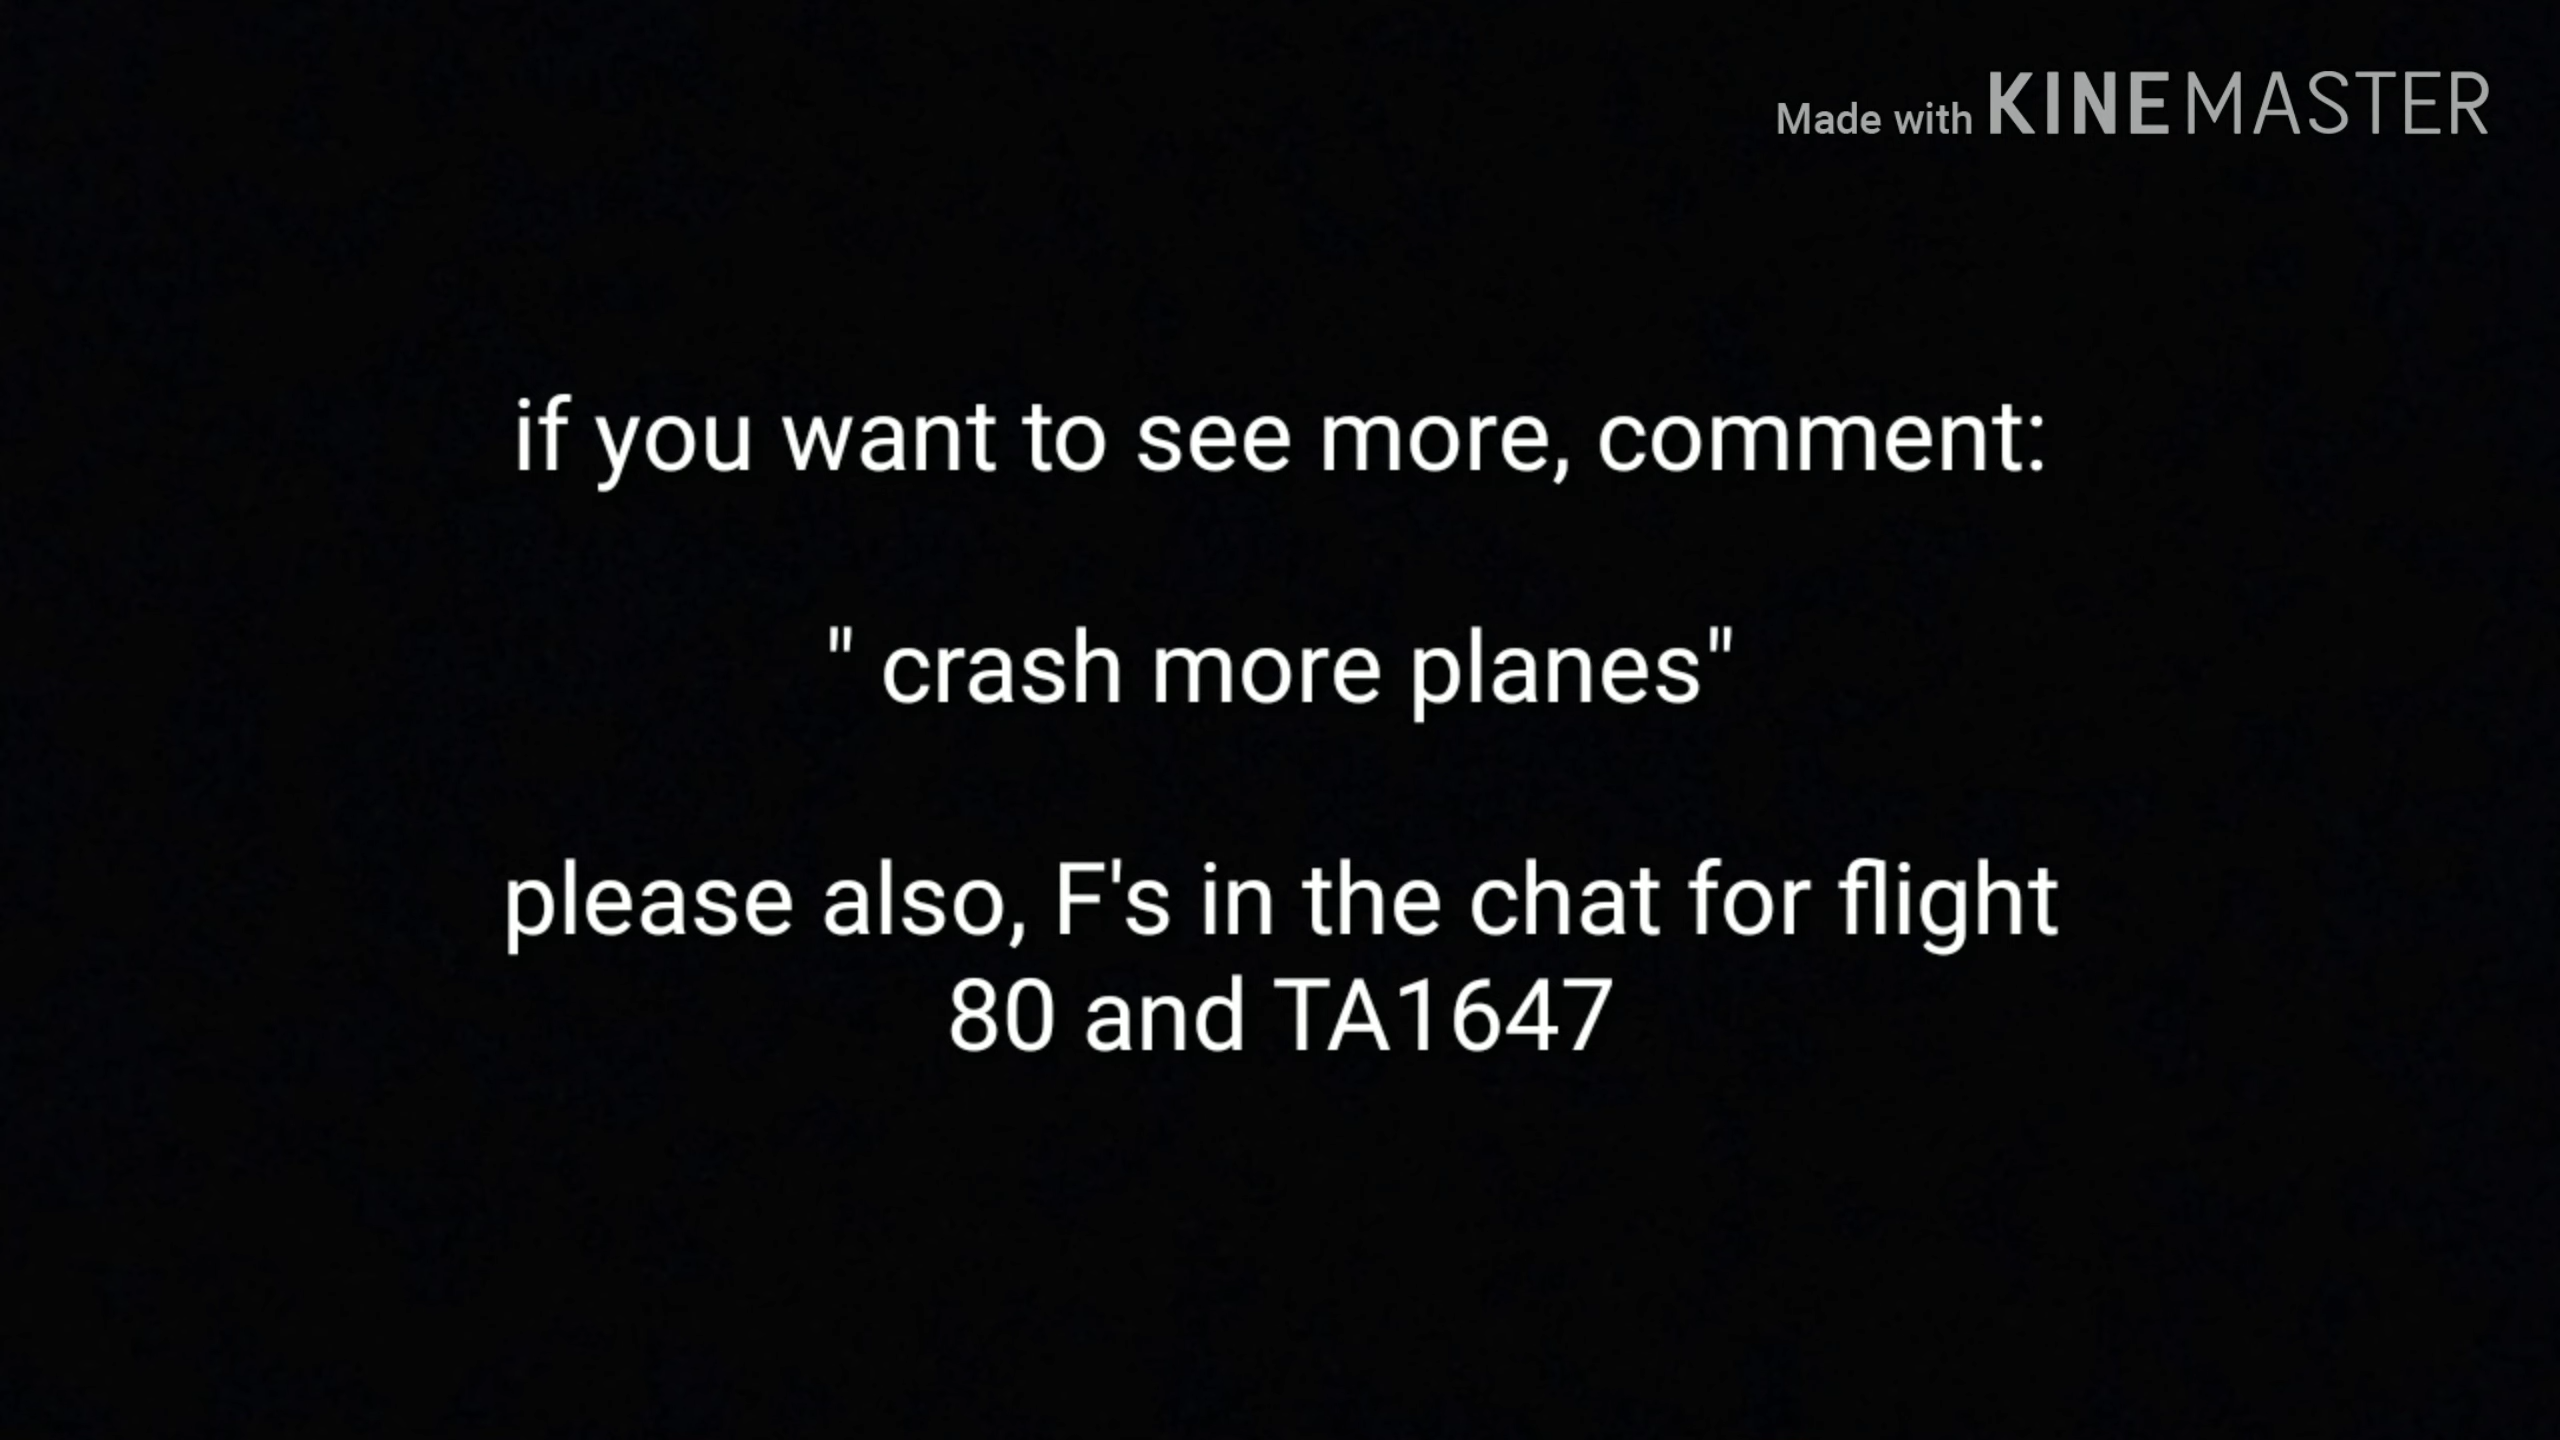 Made with KINEMASTER
if you want to see more, comment:
" crash more planes"
please also, F's in the chat for flight
80 and TA1647